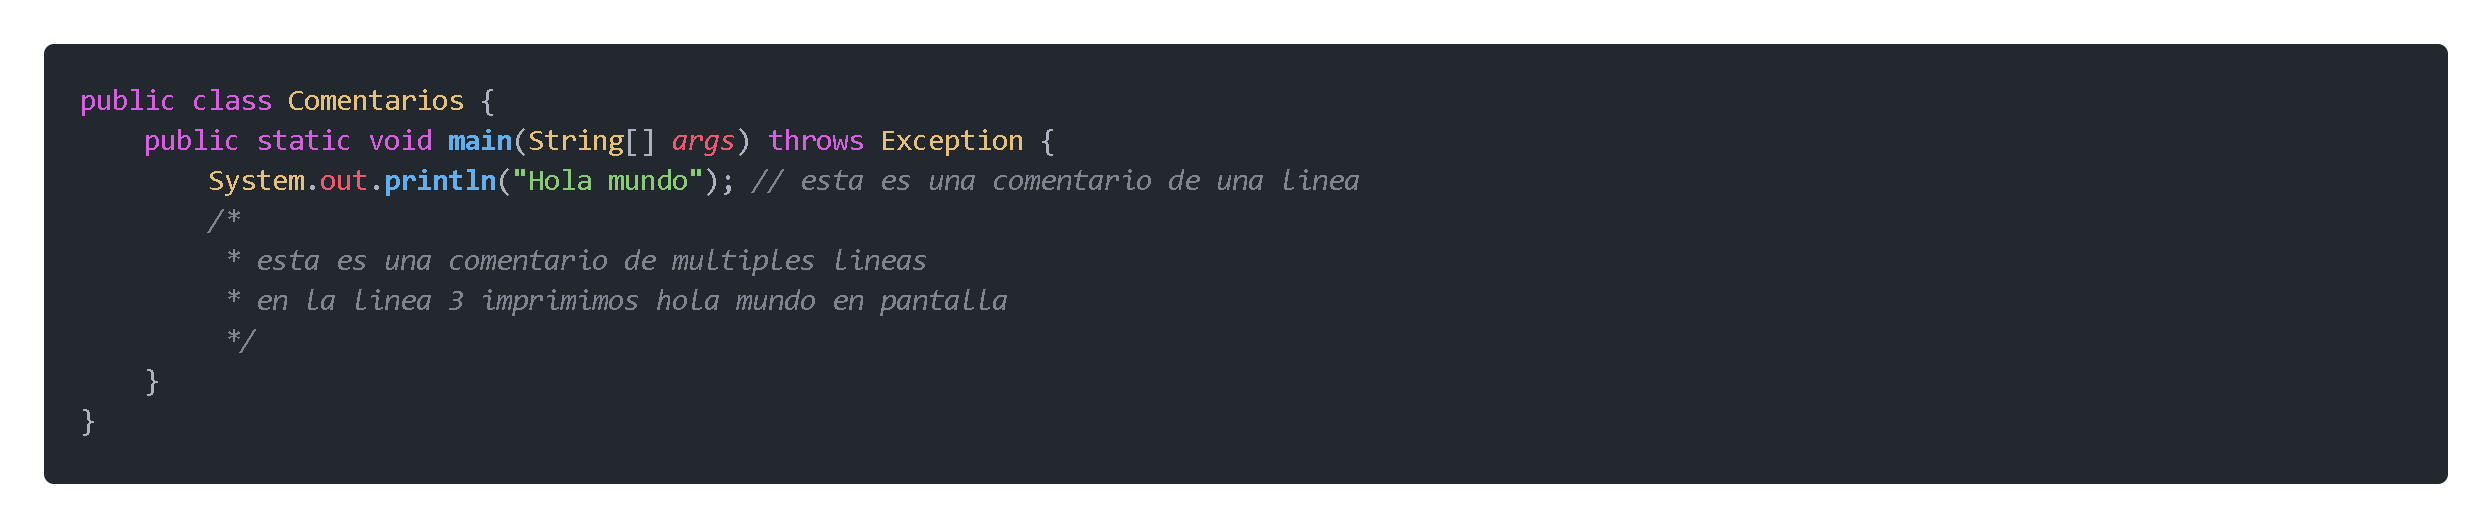 public class Comentarios {
    public static void main(String[] args) throws Exception {
        System.out.println("Hola mundo"); // esta es una comentario de una linea
        /*
         * esta es una comentario de multiples lineas
         * en la linea 3 imprimimos hola mundo en pantalla
         */
    }
}